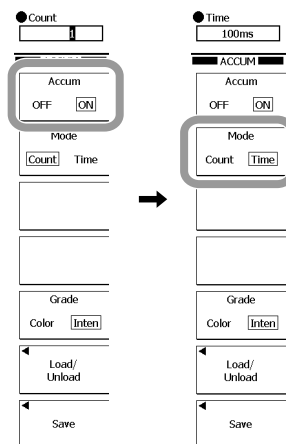 Count
1
Accum
OFF ON
Mode
Count Time
Grade
Color Inten
Load/
Unload
Save
Time
100ms
ACCUM
Accum
OFF ON
Mode
Count Time
Grade
Color Inten
Load/
Unload
Save